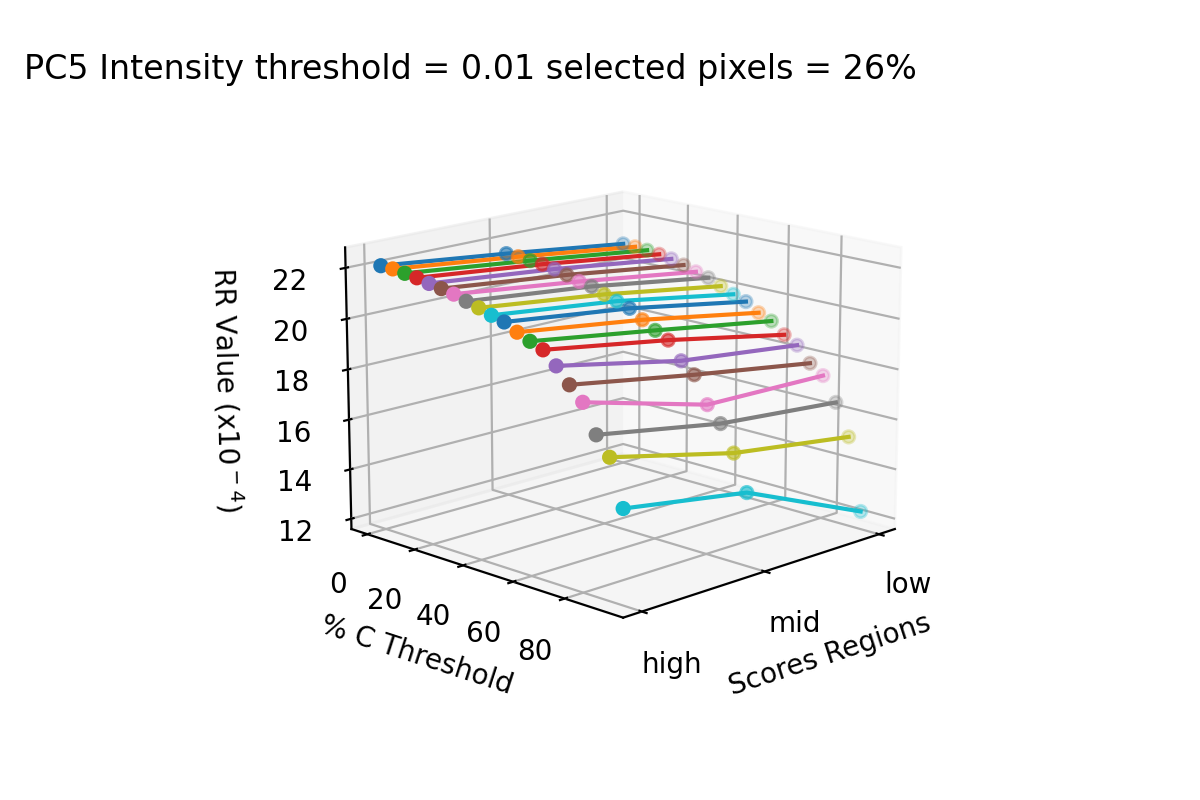 PC5 Intensity threshold = 0.01 selected pixels = 26%
RR Value (x10⁻⁴)
22
20
18
16
14
12
0
20
40
60
80
% C Threshold
high
mid
low
Scores Regions